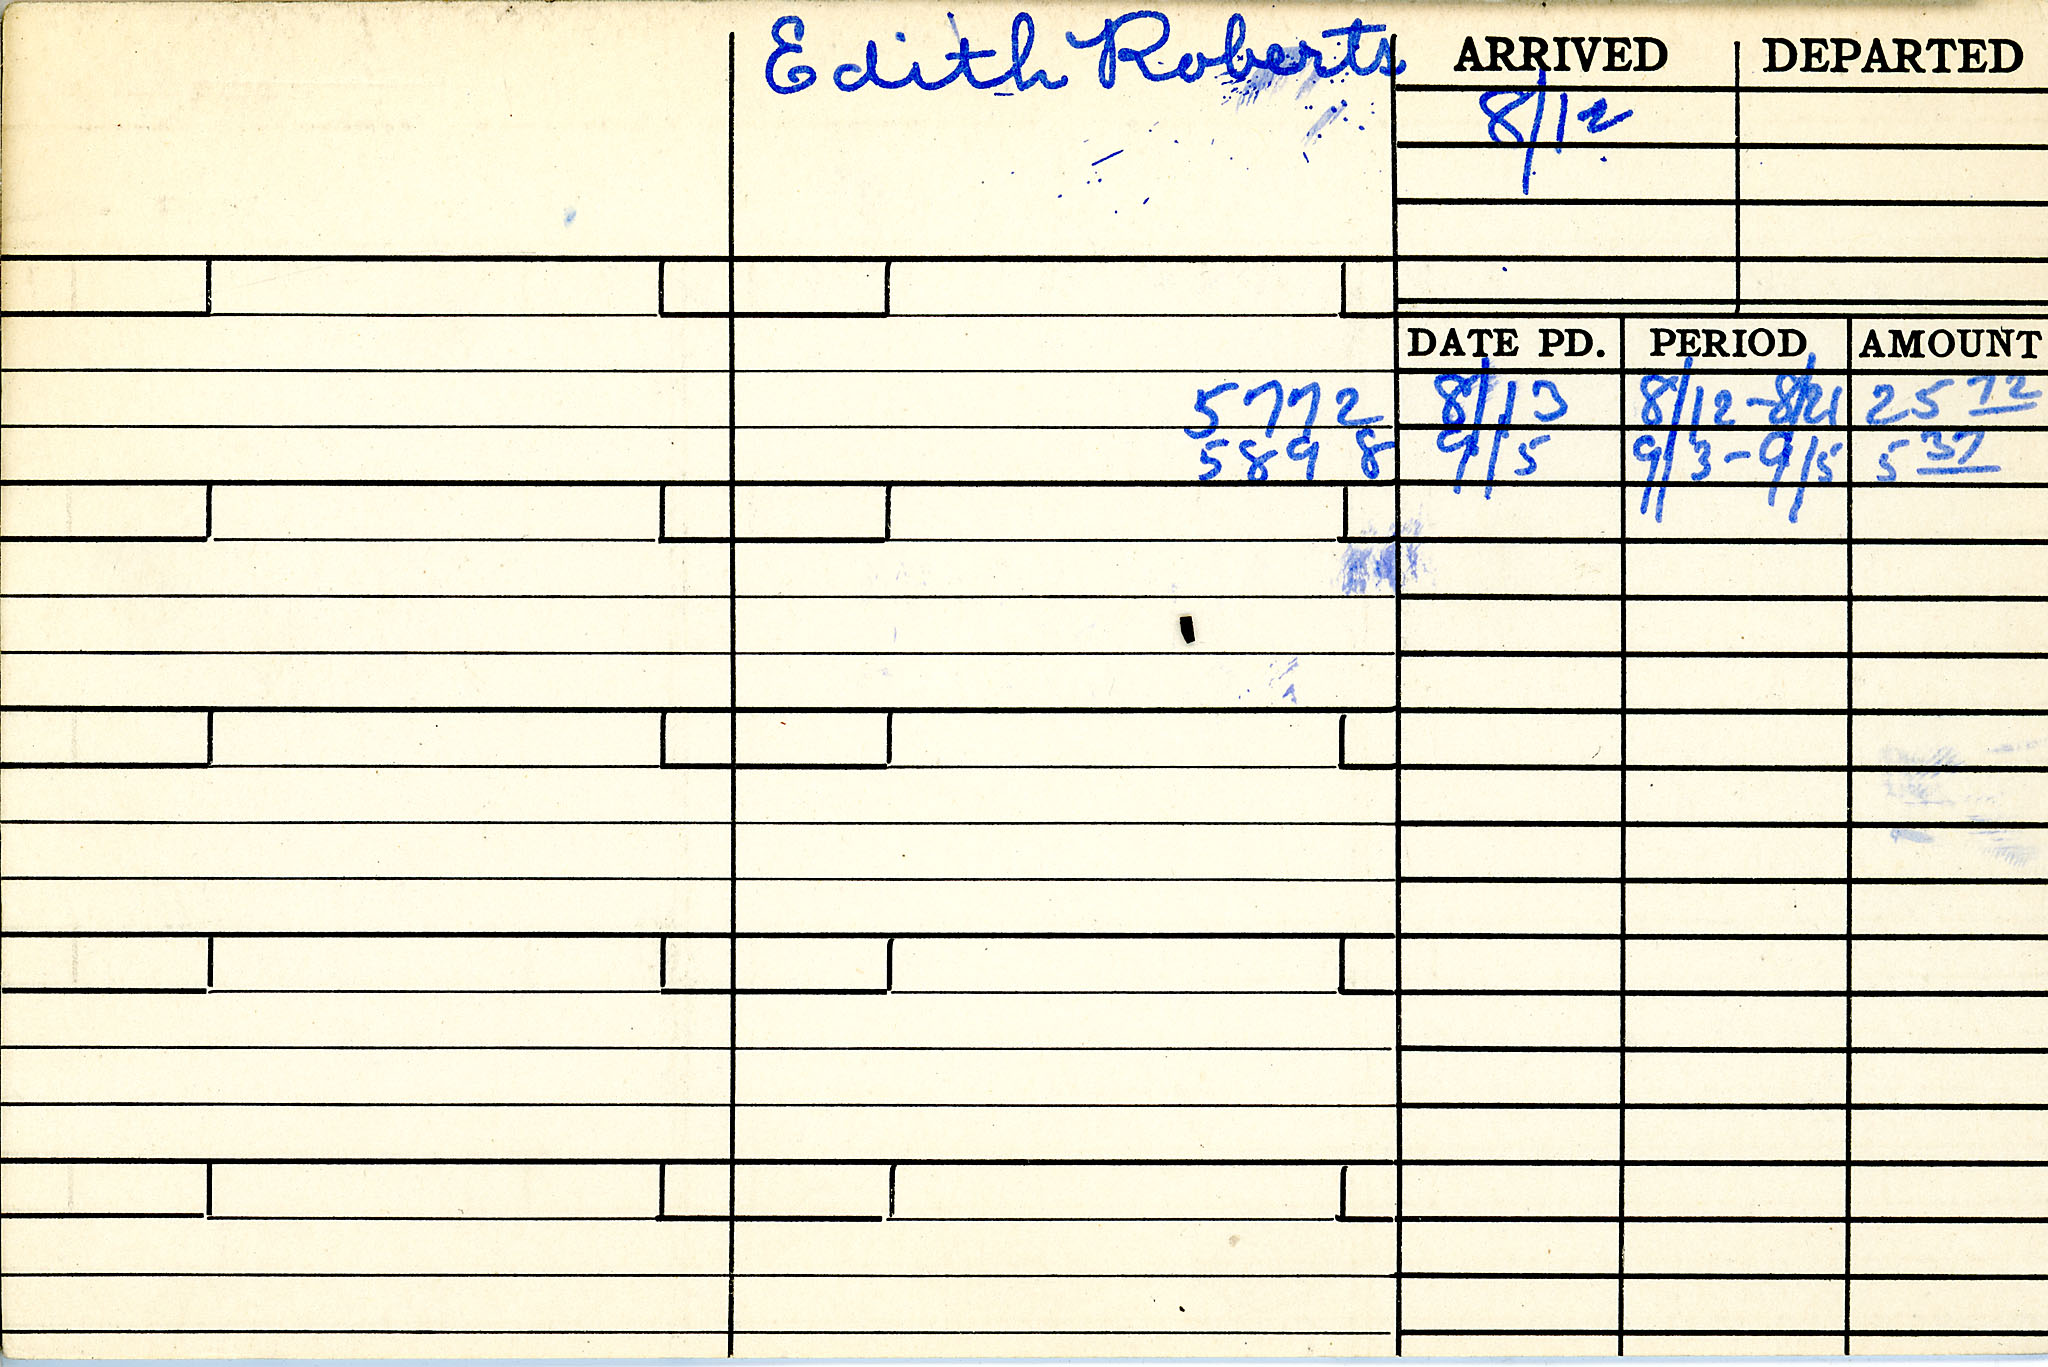 Edith Roberts ARRIVED DEPARTED
8/12
DATE PD. PERIOD AMOUNT
5772 8/13 8/12-8/21 25 72
5898 9/5 9/3-9/5 5 37